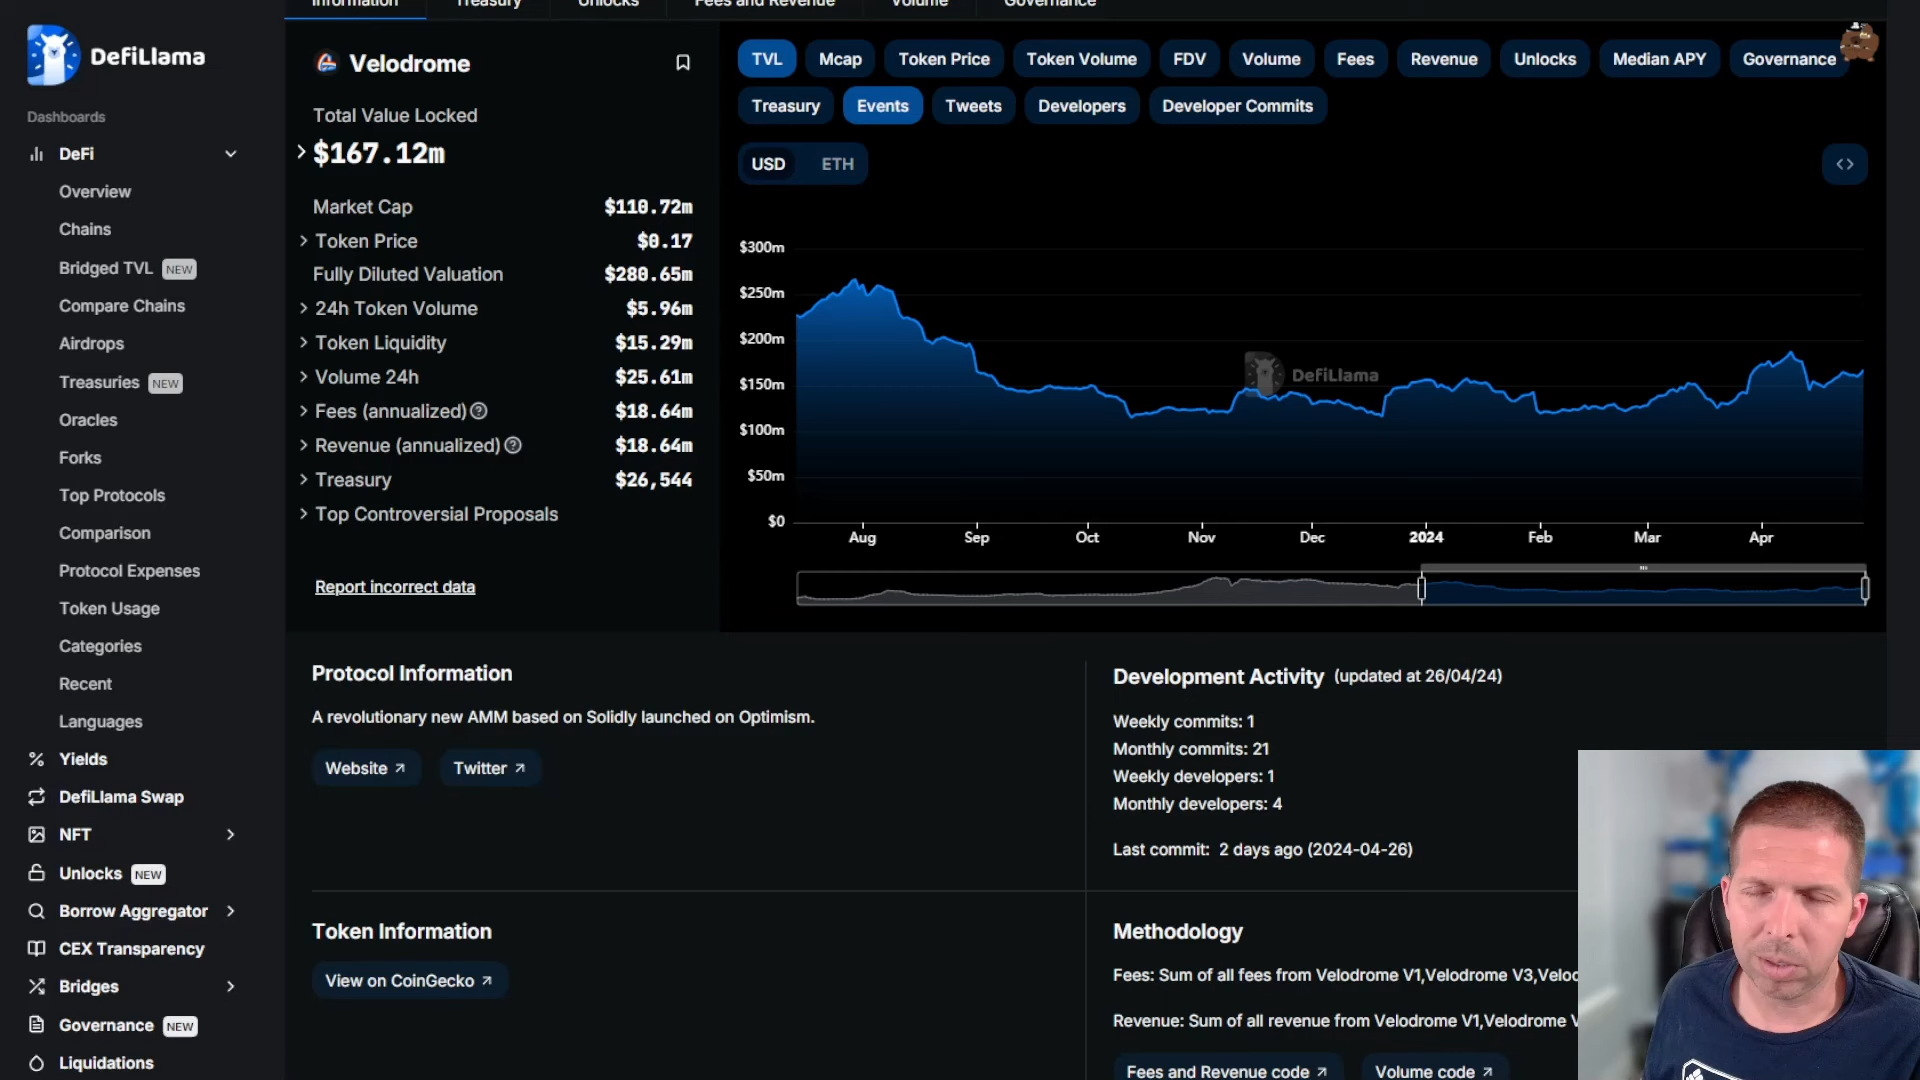 Information
Treasury
Unlocks
Fees and Revenue
Volume
Governance
DefiLlama
Dashboards
DeFi
Overview
Chains
Bridged TVL NEW
Compare Chains
Airdrops
Treasuries NEW
Oracles
Forks
Top Protocols
Comparison
Protocol Expenses
Token Usage
Categories
Recent
Languages
Yields
DefiLlama Swap
NFT
Unlocks NEW
Borrow Aggregator
CEX Transparency
Bridges
Governance NEW
Liquidations
Velodrome
Total Value Locked
$167.12m
Market Cap $110.72m
Token Price $0.17
Fully Diluted Valuation $280.65m
24h Token Volume $5.96m
Token Liquidity $15.29m
Volume 24h $25.61m
Fees (annualized) $18.64m
Revenue (annualized) $18.64m
Treasury $26,544
Top Controversial Proposals
Report incorrect data
TVL Mcap Token Price Token Volume FDV Volume Fees Revenue Unlocks Median APY Governance
Treasury Events Tweets Developers Developer Commits
USD ETH
$300m
$250m
$200m
$150m
$100m
$50m
$0
DefiLlama
Aug Sep Oct Nov Dec 2024 Feb Mar Apr
Protocol Information
A revolutionary new AMM based on Solidly launched on Optimism.
Website Twitter
Development Activity (updated at 26/04/24)
Weekly commits: 1
Monthly commits: 21
Weekly developers: 1
Monthly developers: 4
Last commit: 2 days ago (2024-04-26)
Token Information
View on CoinGecko
Methodology
Fees: Sum of all fees from Velodrome V1,Velodrome V3,Veloc
Revenue: Sum of all revenue from Velodrome V1,Velodrome V
Fees and Revenue code Volume code